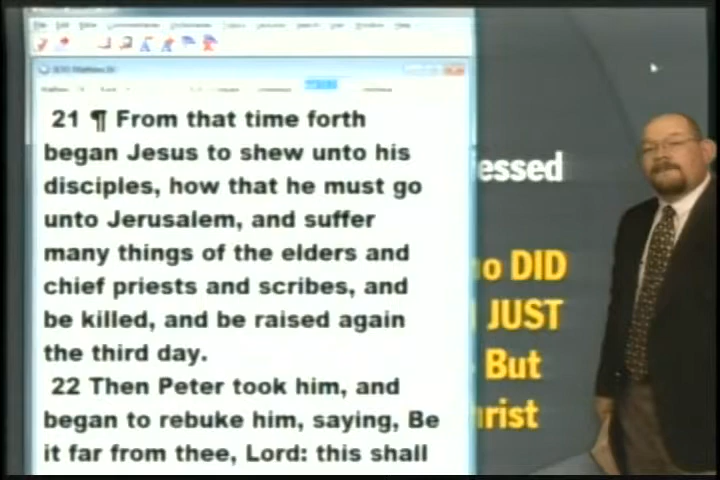 21 ¶ From that time forth
began Jesus to shew unto his
disciples, how that he must go
unto Jerusalem, and suffer
many things of the elders and
chief priests and scribes, and
be killed, and be raised again
the third day.
22 Then Peter took him, and
began to rebuke him, saying, Be
it far from thee, Lord: this shall
essed
o DID
JUST
But
hrist